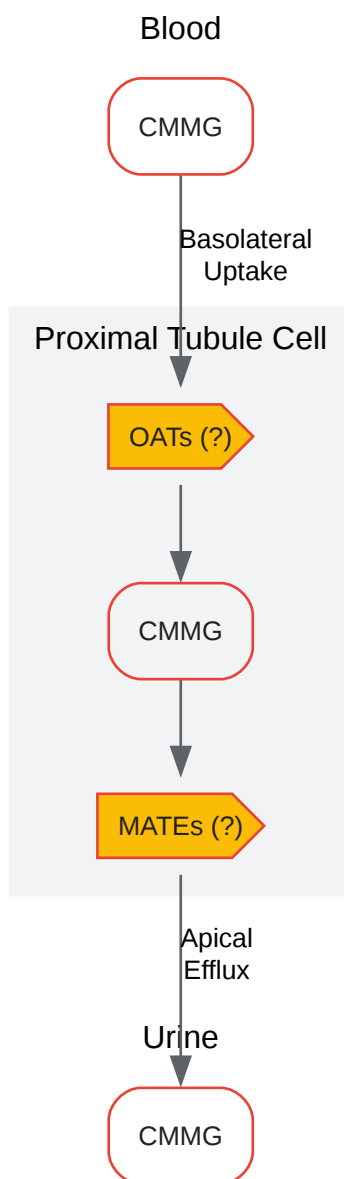 Blood
CMMG
Basolateral
Uptake
Proximal Tubule Cell
OATs (?)
CMMG
MATEs (?)
Apical
Efflux
Urine
CMMG